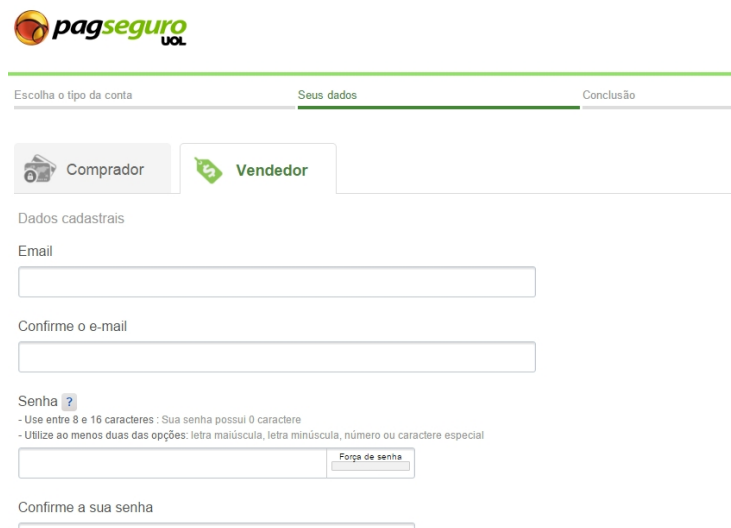 pagseguro
UOL
Escolha o tipo da conta
Seus dados
Conclusão
Comprador
Vendedor
Dados cadastrais
Email
Confirme o e-mail
Senha ?
- Use entre 8 e 16 caracteres : Sua senha possui 0 caractere
- Utilize ao menos duas das opções: letra maiúscula, letra minúscula, número ou caractere especial
Força de senha
Confirme a sua senha